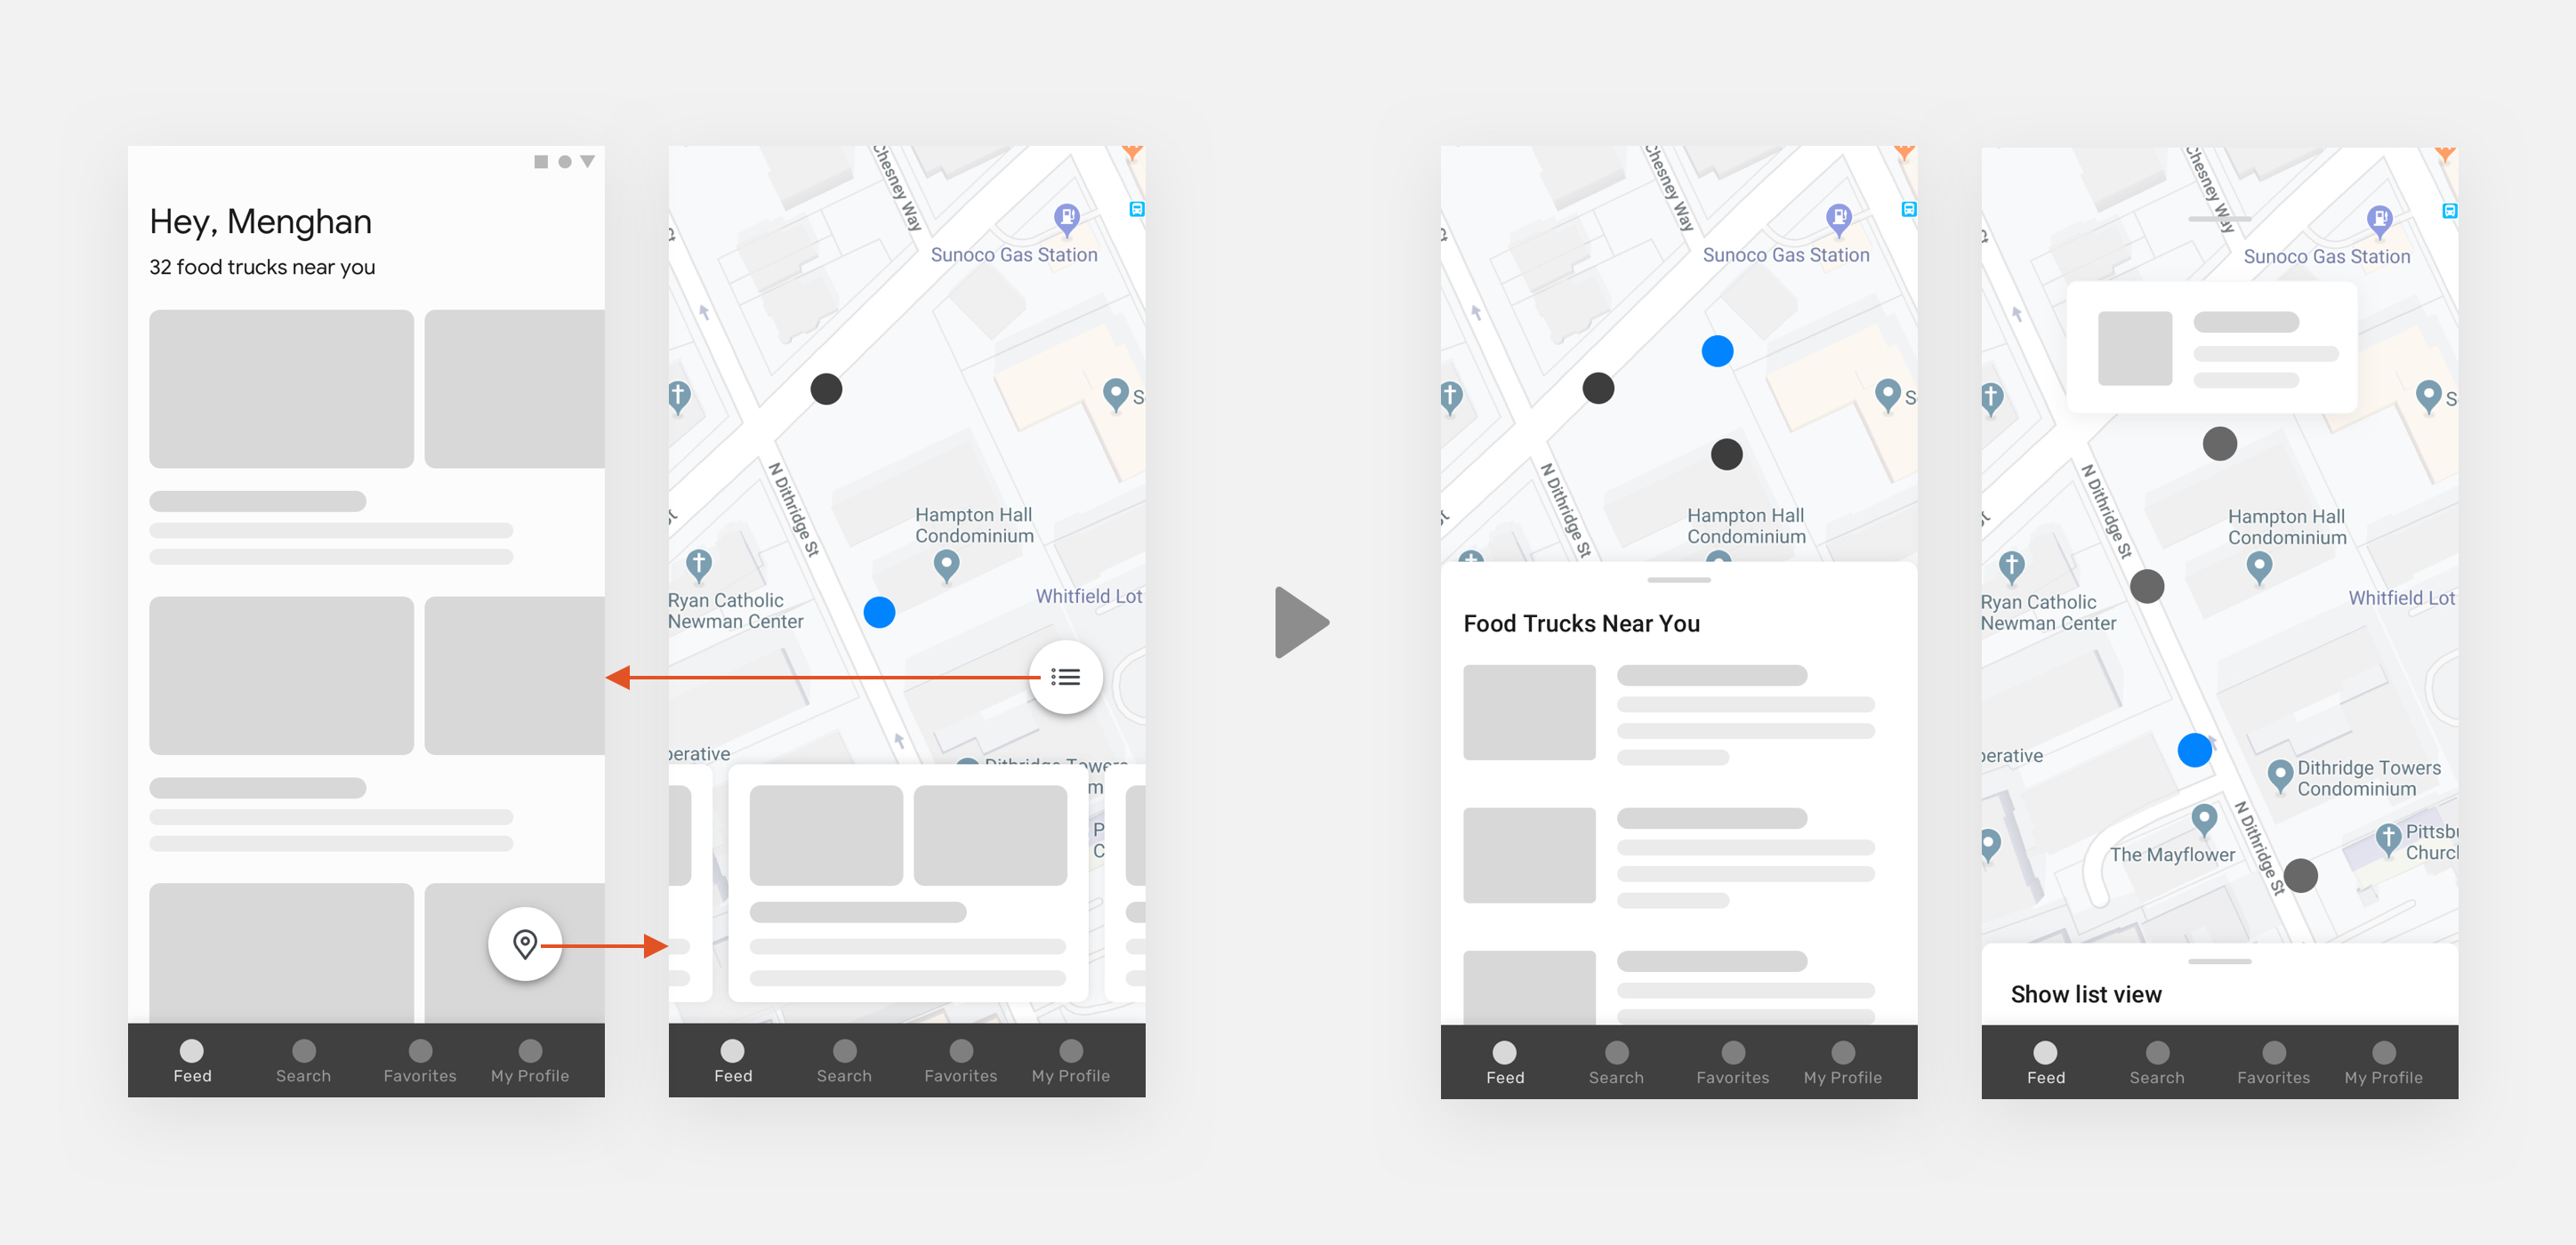 Hey, Menghan
32 food trucks near you
Feed
Search
Favorites
My Profile
Chesney Way
Sunoco Gas Station
S
N Dithridge St
Hampton Hall
Condominium
Ryan Catholic
Newman Center
Whitfield Lot
perative
Dithridge Towers
m
P
C
Feed
Search
Favorites
My Profile
Chesney Way
Sunoco Gas Station
S
N Dithridge St
Hampton Hall
Condominium
Food Trucks Near You
Feed
Search
Favorites
My Profile
Chesney Way
Sunoco Gas Station
S
N Dithridge St
Hampton Hall
Condominium
Ryan Catholic
Newman Center
Whitfield Lot
perative
Dithridge Towers
Condominium
The Mayflower
N Dithridge St
Pittsbu
Church
Show list view
Feed
Search
Favorites
My Profile